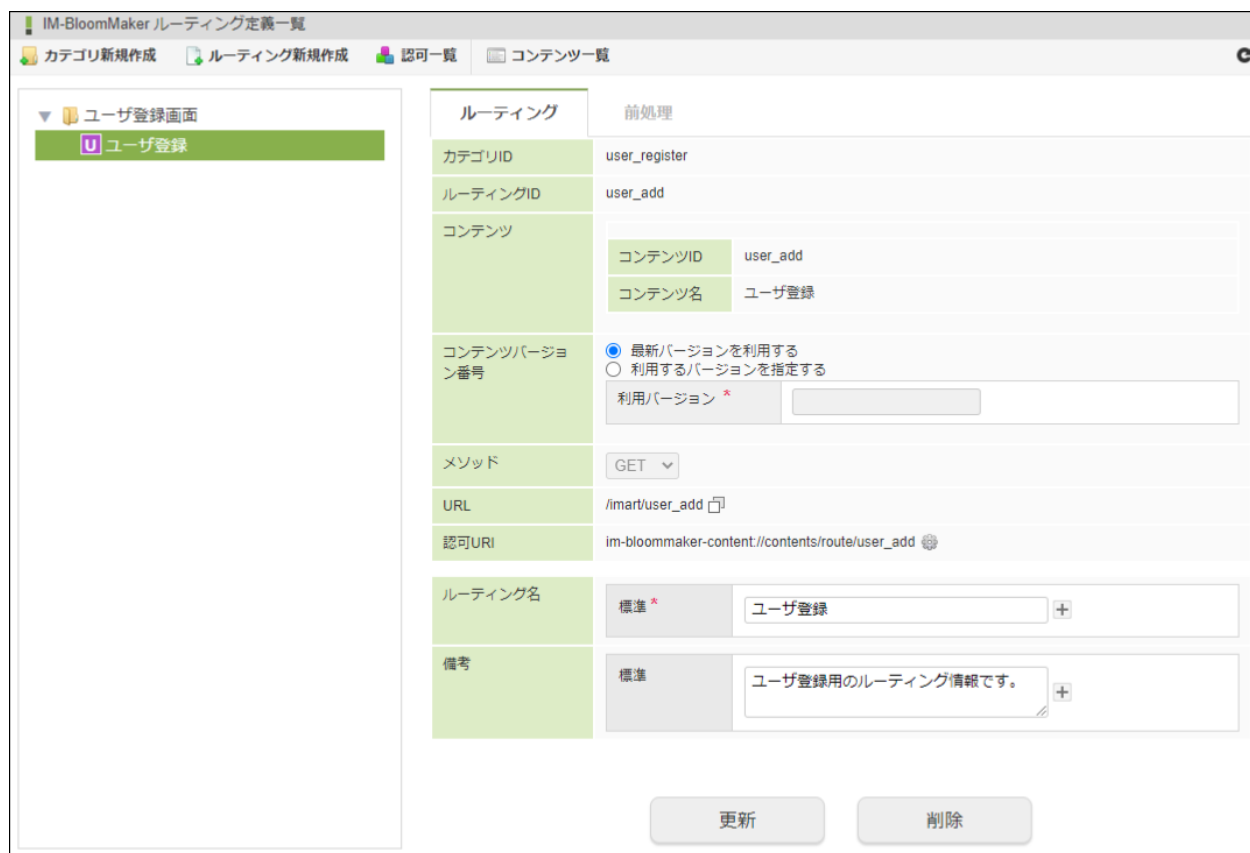 IM-BloomMaker ルーティング定義一覧
カテゴリ新規作成 ルーティング新規作成 認可一覧 コンテンツ一覧
ユーザ登録画面
U ユーザ登録
ルーティング 前処理
カテゴリID user_register
ルーティングID user_add
コンテンツ
コンテンツID user_add
コンテンツ名 ユーザ登録
コンテンツバージョ
ン番号
最新バージョンを利用する
利用するバージョンを指定する
利用バージョン *
メソッド GET
URL /imart/user_add
認可URI im-bloommaker-content://contents/route/user_add
ルーティング名 標準 * ユーザ登録
備考 標準 ユーザ登録用のルーティング情報です。
更新 削除